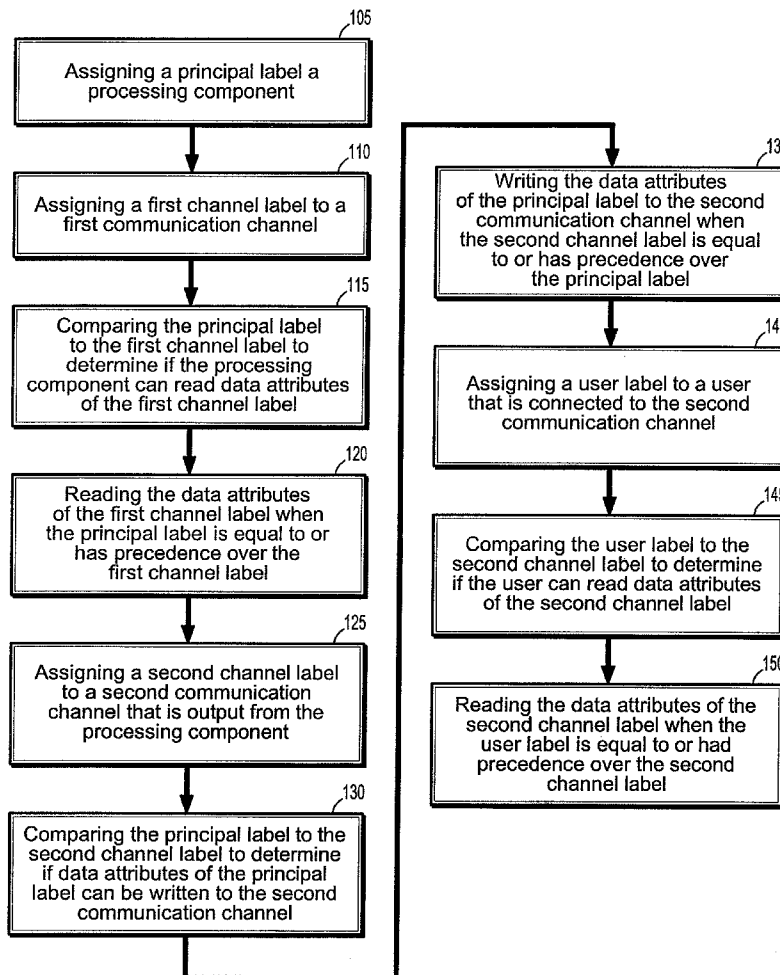 105
Assigning a principal label a
processing component
110
Assigning a first channel label to a
first communication channel
115
Comparing the principal label
to the first channel label to
determine if the processing
component can read data attributes
of the first channel label
120
Reading the data attributes
of the first channel label when
the principal label is equal to or
has precedence over the
first channel label
125
Assigning a second channel label
to a second communication
channel that is output from the
processing component
130
Comparing the principal label to the
second channel label to determine
if data attributes of the principal
label can be written to the second
communication channel
Writing the data attributes
of the principal label to the second
communication channel when
the second channel label is equal
to or has precedence over
the principal label
Assigning a user label to a user
that is connected to the second
communication channel
Comparing the user label to the
second channel label to determine
if the user can read data attributes
of the second channel label
150
Reading the data attributes of the
second channel label when the
user label is equal to or had
precedence over the second
channel label